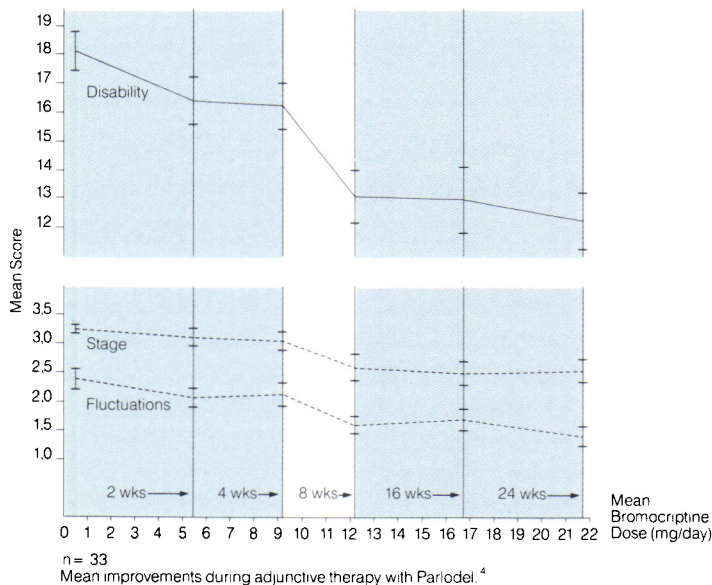 Mean Score
19
18
17
16
15
14
13
12
Disability
3.5
3.0
2.5
2.0
1.5
1.0
Stage
Fluctuations
2 wks
4 wks
8 wks
16 wks
24 wks
0 1 2 3 4 5 6 7 8 9 10 11 12 13 14 15 16 17 18 19 20 21 22
Mean
Bromocriptine
Dose (mg/day)
n = 33
Mean improvements during adjunctive therapy with Parlodel.⁴